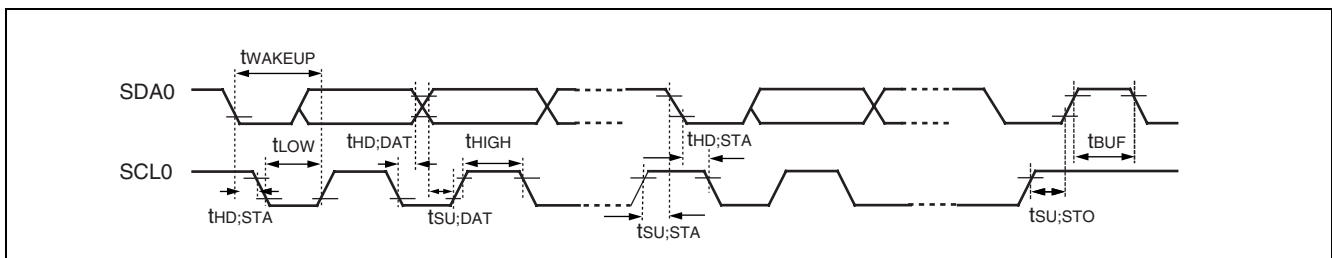 tWAKEUP
SDA0
tHD;DAT
tHIGH
tHD;STA
tBUF
tLOW
SCL0
tHD;STA
tSU;DAT
tSU;STA
tSU;STO